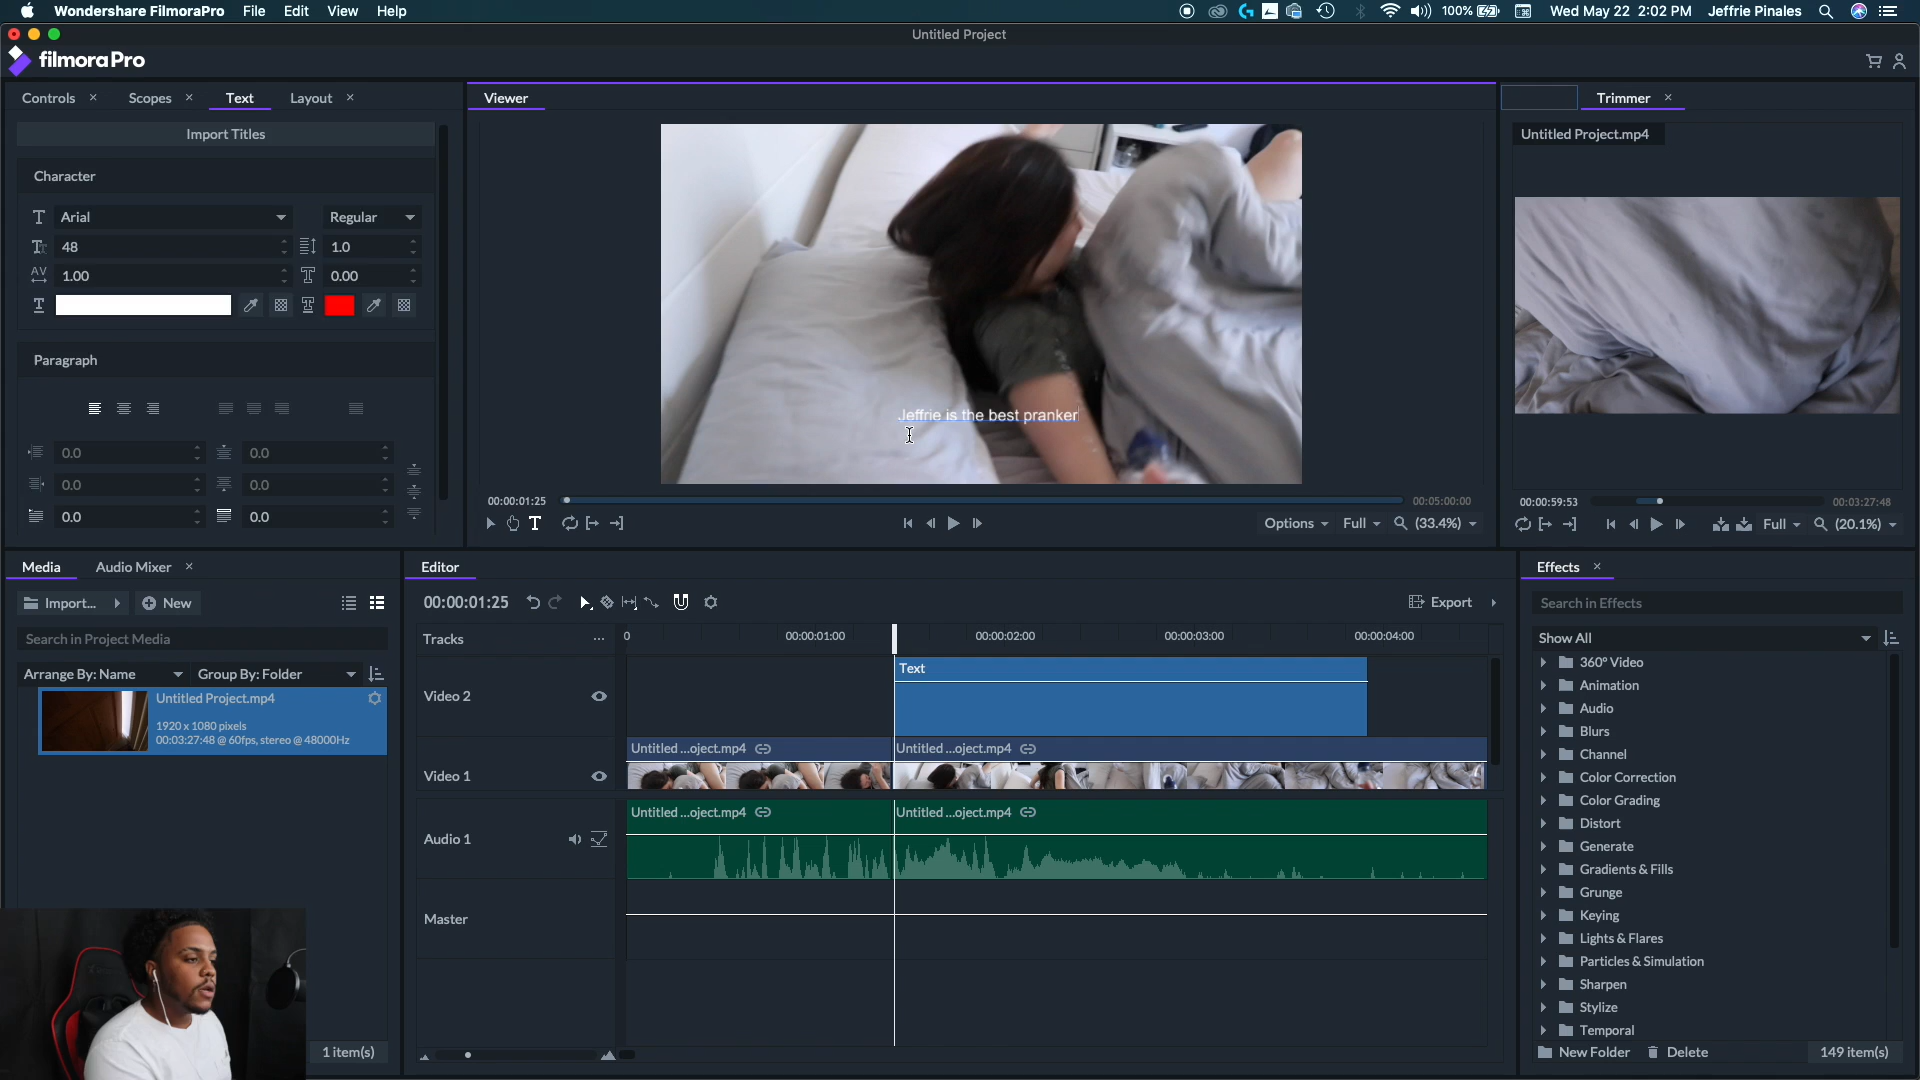 Wondershare FilmoraPro File Edit View Help
100% Wed May 22 2:02 PM Jeffrie Pinales
Untitled Project
filmoraPro
Controls Scopes Text Layout
Viewer
Trimmer
Import Titles
Untitled Project.mp4
Character
Arial Regular
48 1.0
1.00 0.00
Paragraph
Jeffrie is the best pranker
0.0 0.0
0.0 0.0
0.0 0.0
00:00:01:25 00:05:00:00
00:00:59:53 00:03:27:48
Options Full (33.4%)
Full (20.1%)
Media Audio Mixer
Editor
Effects
Import... New
00:00:01:25
Export
Search in Effects
Search in Project Media
Tracks
0 00:00:01:00 00:00:02:00 00:00:03:00 00:00:04:00
Show All
Arrange By: Name Group By: Folder
Untitled Project.mp4
1920 x 1080 pixels
00:03:27:48 @ 60fps, stereo @ 48000Hz
Text
Video 2
Untitled ...oject.mp4 Untitled ...oject.mp4
Video 1
Untitled ...oject.mp4 Untitled ...oject.mp4
Audio 1
Master
360° Video
Animation
Audio
Blurs
Channel
Color Correction
Color Grading
Distort
Generate
Gradients & Fills
Grunge
Keying
Lights & Flares
Particles & Simulation
Sharpen
Stylize
Temporal
1 item(s)
New Folder Delete 149 item(s)